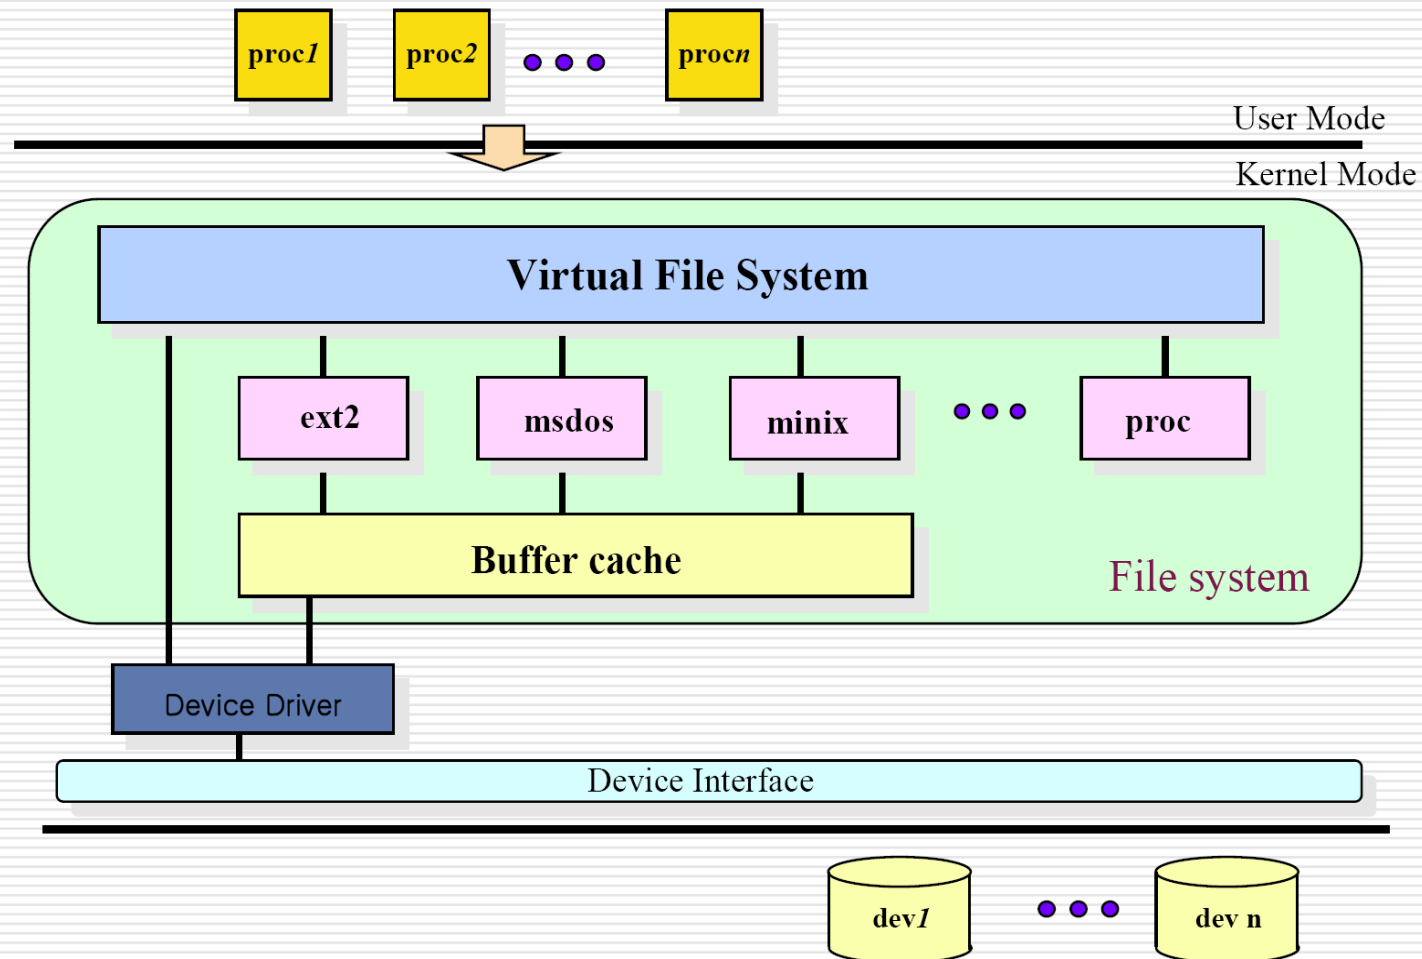 proc1
proc2
procn
User Mode
Kernel Mode
Virtual File System
ext2
msdos
minix
proc
Buffer cache
File system
Device Driver
Device Interface
dev1
dev n